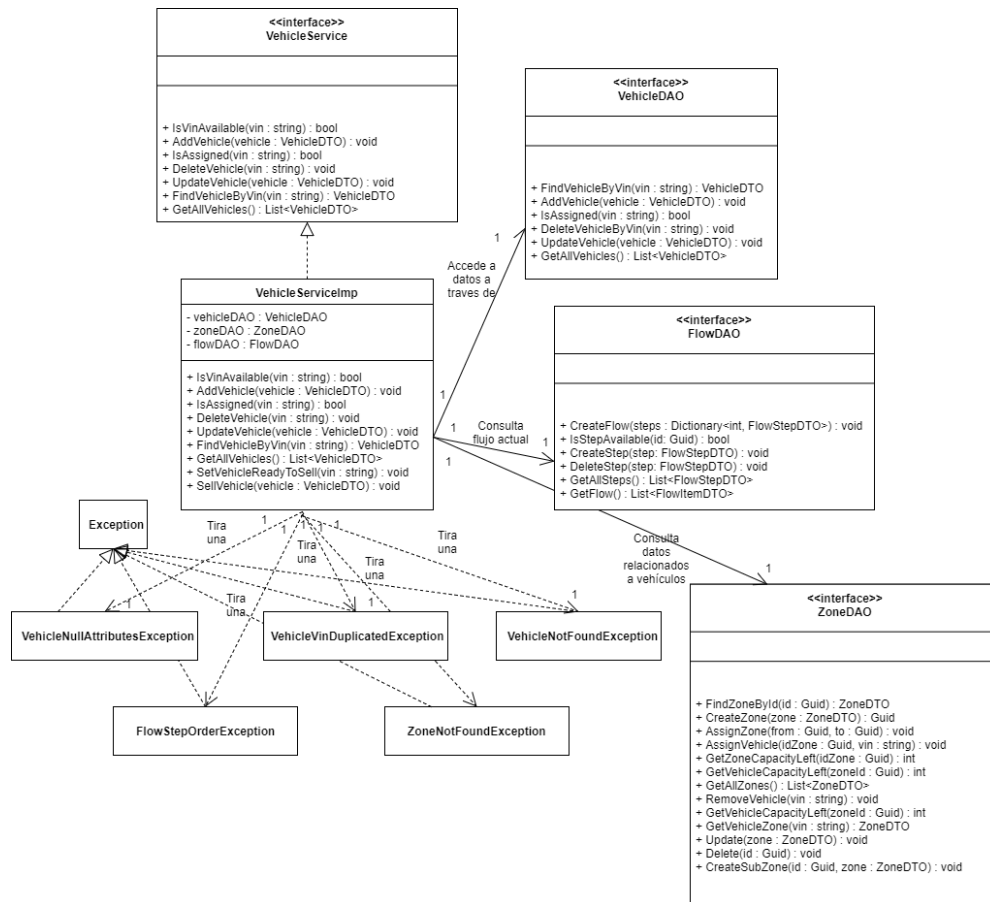 <<interface>>
VehicleService
+ IsVinAvailable(vin : string) : bool
+ AddVehicle(vehicle : VehicleDTO) : void
+ IsAssigned(vin : string) : bool
+ DeleteVehicle(vin : string) : void
+ UpdateVehicle(vehicle : VehicleDTO) : void
+ FindVehicleByVin(vin : string) : VehicleDTO
+ GetAllVehicles() : List<VehicleDTO>
<<interface>>
VehicleDAO
+ FindVehicleByVin(vin : string) : VehicleDTO
+ AddVehicle(vehicle : VehicleDTO) : void
+ IsAssigned(vin : string) : bool
+ DeleteVehicleByVin(vin : string) : void
+ UpdateVehicle(vehicle : VehicleDTO) : void
+ GetAllVehicles() : List<VehicleDTO>
1
Accede a
datos a
traves de
VehicleServiceImp
- vehicleDAO : VehicleDAO
- zoneDAO : ZoneDAO
- flowDAO : FlowDAO
+ IsVinAvailable(vin : string) : bool
+ AddVehicle(vehicle : VehicleDTO) : void
+ IsAssigned(vin : string) : bool
+ DeleteVehicle(vin : string) : void
+ UpdateVehicle(vehicle : VehicleDTO) : void
+ FindVehicleByVin(vin : string) : VehicleDTO
+ GetAllVehicles() : List<VehicleDTO>
+ SetVehicleReadyToSell(vin : string) : void
+ SellVehicle(vehicle : VehicleDTO) : void
1
1
1
Consulta
flujo actual
1
<<interface>>
FlowDAO
+ CreateFlow(steps : Dictionary<int, FlowStepDTO>) : void
+ IsStepAvailable(id: Guid) : bool
+ CreateStep(step: FlowStepDTO) : void
+ DeleteStep(step: FlowStepDTO) : void
+ GetAllSteps() : List<FlowStepDTO>
+ GetFlow() : List<FlowItemDTO>
Consulta
datos
relacionados
a vehículos
1
Exception
Tira
una
1
1
1
1
1
Tira
una
Tira
una
Tira
una
Tira
una
1
1
1
VehicleNullAttributesException
VehicleVinDuplicatedException
VehicleNotFoundException
FlowStepOrderException
ZoneNotFoundException
<<interface>>
ZoneDAO
+ FindZoneById(id : Guid) : ZoneDTO
+ CreateZone(zone : ZoneDTO) : Guid
+ AssignZone(from : Guid, to : Guid) : void
+ AssignVehicle(idZone : Guid, vin : string) : void
+ GetZoneCapacityLeft(idZone : Guid) : int
+ GetVehicleCapacityLeft(zoneId : Guid) : int
+ GetAllZones() : List<ZoneDTO>
+ RemoveVehicle(vin : string) : void
+ GetVehicleCapacityLeft(zoneId : Guid) : int
+ GetVehicleZone(vin : string) : ZoneDTO
+ Update(zone : ZoneDTO) : void
+ Delete(id : Guid) : void
+ CreateSubZone(id : Guid, zone : ZoneDTO) : void